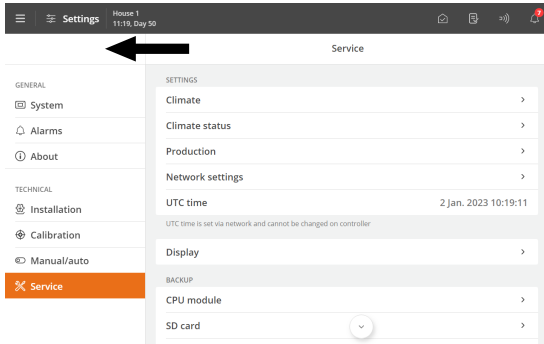 Settings
House 1
11:19, Day 50
7
Service
GENERAL
System
Alarms
About
TECHNICAL
Installation
Calibration
Manual/auto
Service
SETTINGS
Climate
Climate status
Production
Network settings
UTC time 2 Jan. 2023 10:19:11
UTC time is set via network and cannot be changed on controller
Display
BACKUP
CPU module
SD card